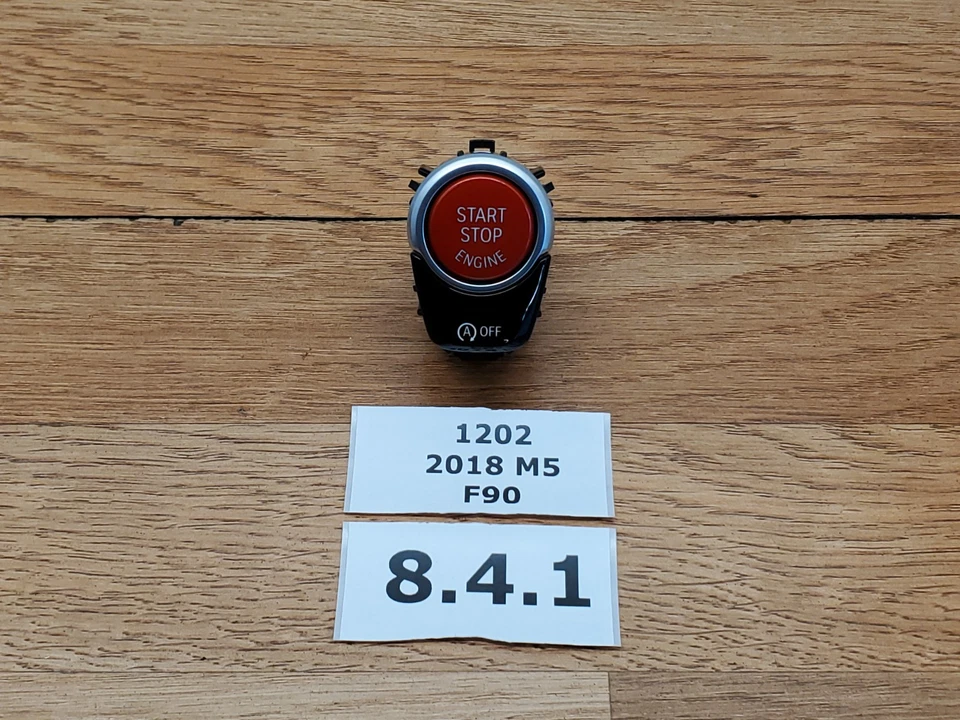 START
STOP
ENGINE
A OFF
1202
2018 M5
F90
8.4.1